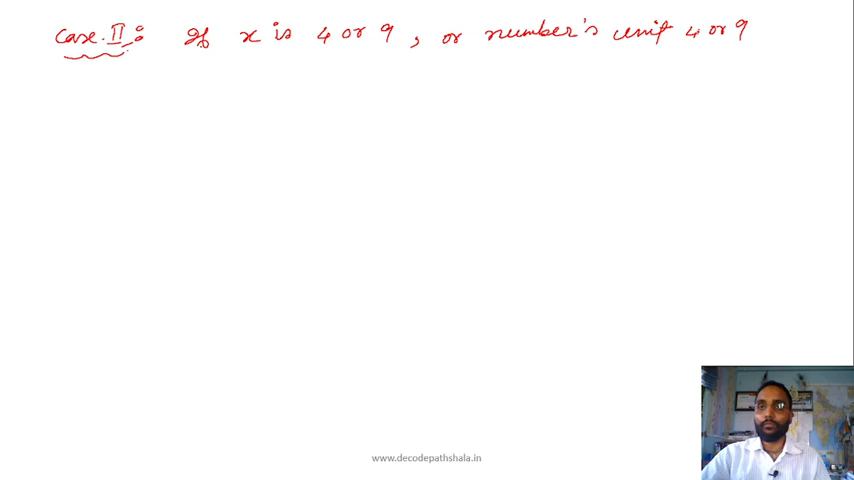 Case. II : If x is 4 or 9, or number's unit 4 or 9
www.decodepathshala.in